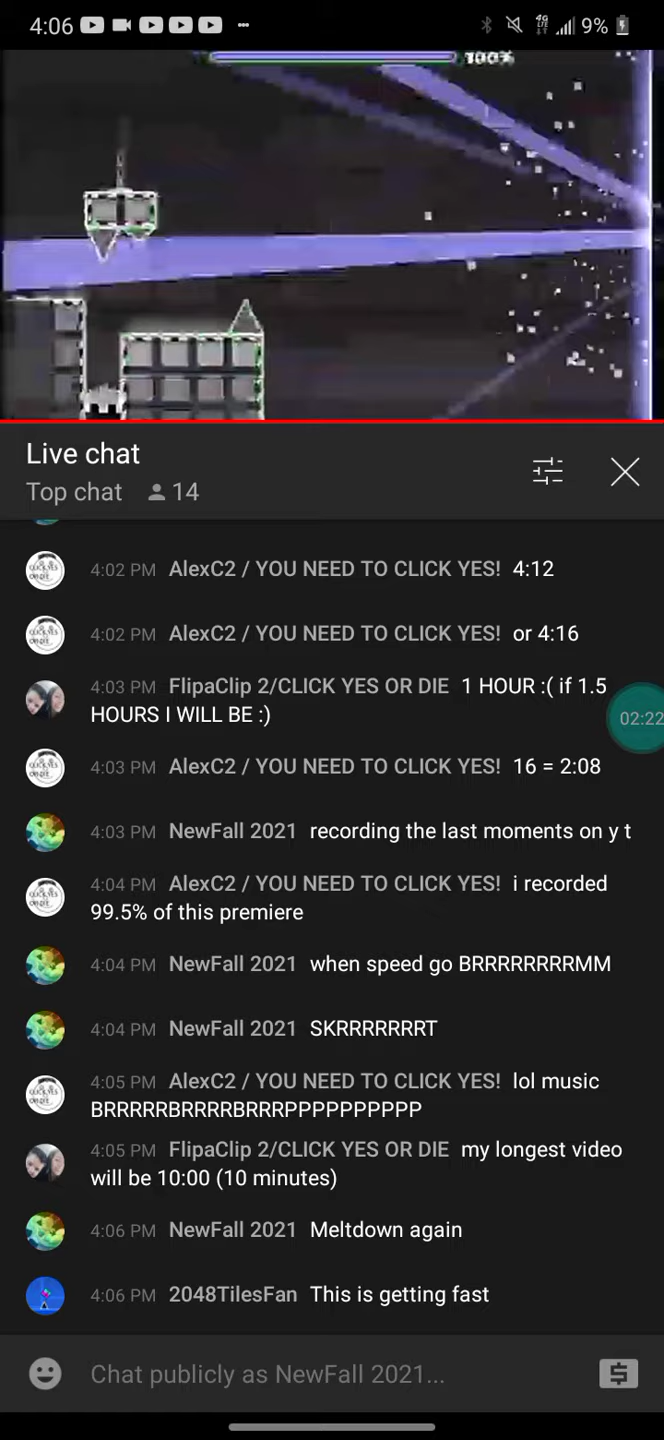 4:06
4G
LTE
9%
100%
Live chat
Top chat 14
4:02 PM AlexC2 / YOU NEED TO CLICK YES! 4:12
4:02 PM AlexC2 / YOU NEED TO CLICK YES! or 4:16
4:03 PM FlipaClip 2/CLICK YES OR DIE 1 HOUR :( if 1.5
HOURS I WILL BE :)
02:22
4:03 PM AlexC2 / YOU NEED TO CLICK YES! 16 = 2:08
4:03 PM NewFall 2021 recording the last moments on y t
4:04 PM AlexC2 / YOU NEED TO CLICK YES! i recorded
99.5% of this premiere
4:04 PM NewFall 2021 when speed go BRRRRRRRRMM
4:04 PM NewFall 2021 SKRRRRRRRT
4:05 PM AlexC2 / YOU NEED TO CLICK YES! lol music
BRRRRRBRRRRBRRRPPPPPPPPPP
4:05 PM FlipaClip 2/CLICK YES OR DIE my longest video
will be 10:00 (10 minutes)
4:06 PM NewFall 2021 Meltdown again
4:06 PM 2048TilesFan This is getting fast
Chat publicly as NewFall 2021...